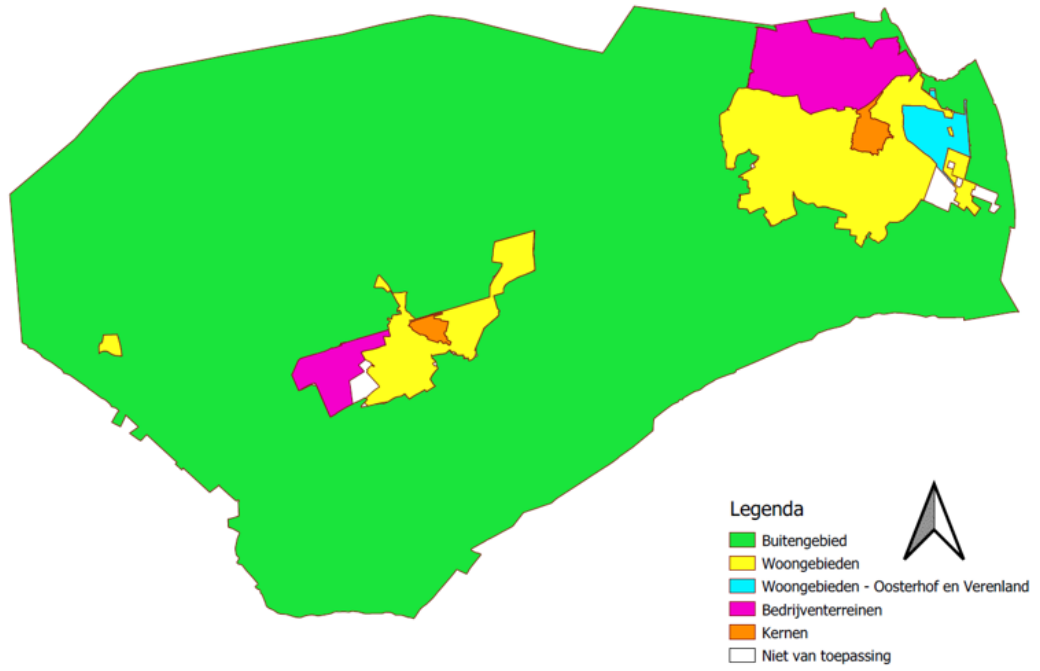 Legenda
Buitengebied
Woongebieden
Woongebieden - Oosterhof en Verenland
Bedrijventerreinen
Kernen
Niet van toepassing